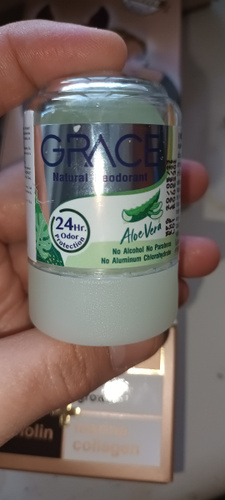 GRACE
Natural Deodorant
24Hr.
Odor
Protection
Aloe Vera
No Alcohol No Parabens
No Aluminum Chlorohydrate
collagen